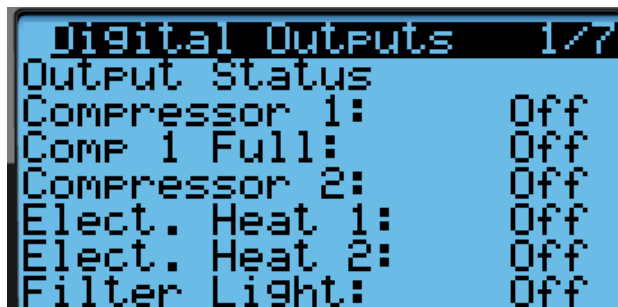 Digital Outputs 1/7
Output Status
Compressor 1: Off
Comp 1 Full: Off
Compressor 2: Off
Elect. Heat 1: Off
Elect. Heat 2: Off
Filter Light: Off